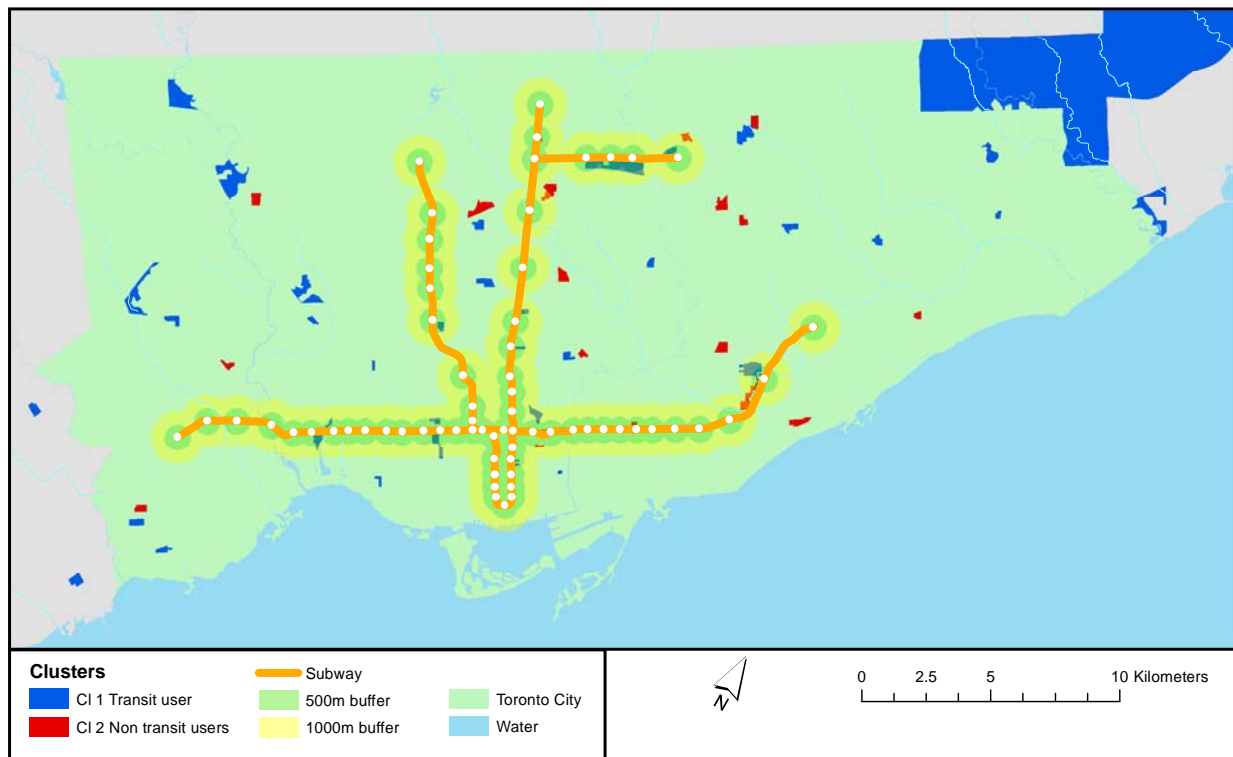 Clusters
Cl 1 Transit user
Cl 2 Non transit users
Subway
500m buffer
1000m buffer
Toronto City
Water
N
0 2.5 5 10 Kilometers